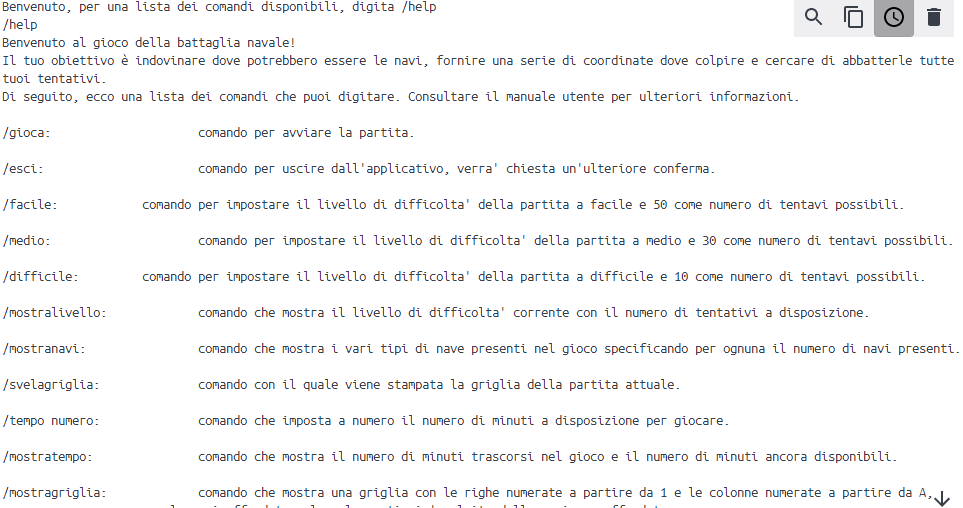 Benvenuto, per una lista dei comandi disponibili, digita /help
/help
Benvenuto al gioco della battaglia navale!
Il tuo obiettivo è indovinare dove potrebbero essere le navi, fornire una serie di coordinate dove colpire e cercare di abbatterle tutte
tuoi tentativi.
Di seguito, ecco una lista dei comandi che puoi digitare. Consultare il manuale utente per ulteriori informazioni.
/gioca: comando per avviare la partita.
/esci: comando per uscire dall'applicativo, verra' chiesta un'ulteriore conferma.
/facile: comando per impostare il livello di difficolta' della partita a facile e 50 come numero di tentavi possibili.
/medio: comando per impostare il livello di difficolta' della partita a medio e 30 come numero di tentavi possibili.
/difficile: comando per impostare il livello di difficolta' della partita a difficile e 10 come numero di tentavi possibili.
/mostralivello: comando che mostra il livello di difficolta' corrente con il numero di tentativi a disposizione.
/mostranavi: comando che mostra i vari tipi di nave presenti nel gioco specificando per ognuna il numero di navi presenti.
/svelagriglia: comando con il quale viene stampata la griglia della partita attuale.
/tempo numero: comando che imposta a numero il numero di minuti a disposizione per giocare.
/mostratempo: comando che mostra il numero di minuti trascorsi nel gioco e il numero di minuti ancora disponibili.
/mostragriglia: comando che mostra una griglia con le righe numerate a partire da 1 e le colonne numerate a partire da A,